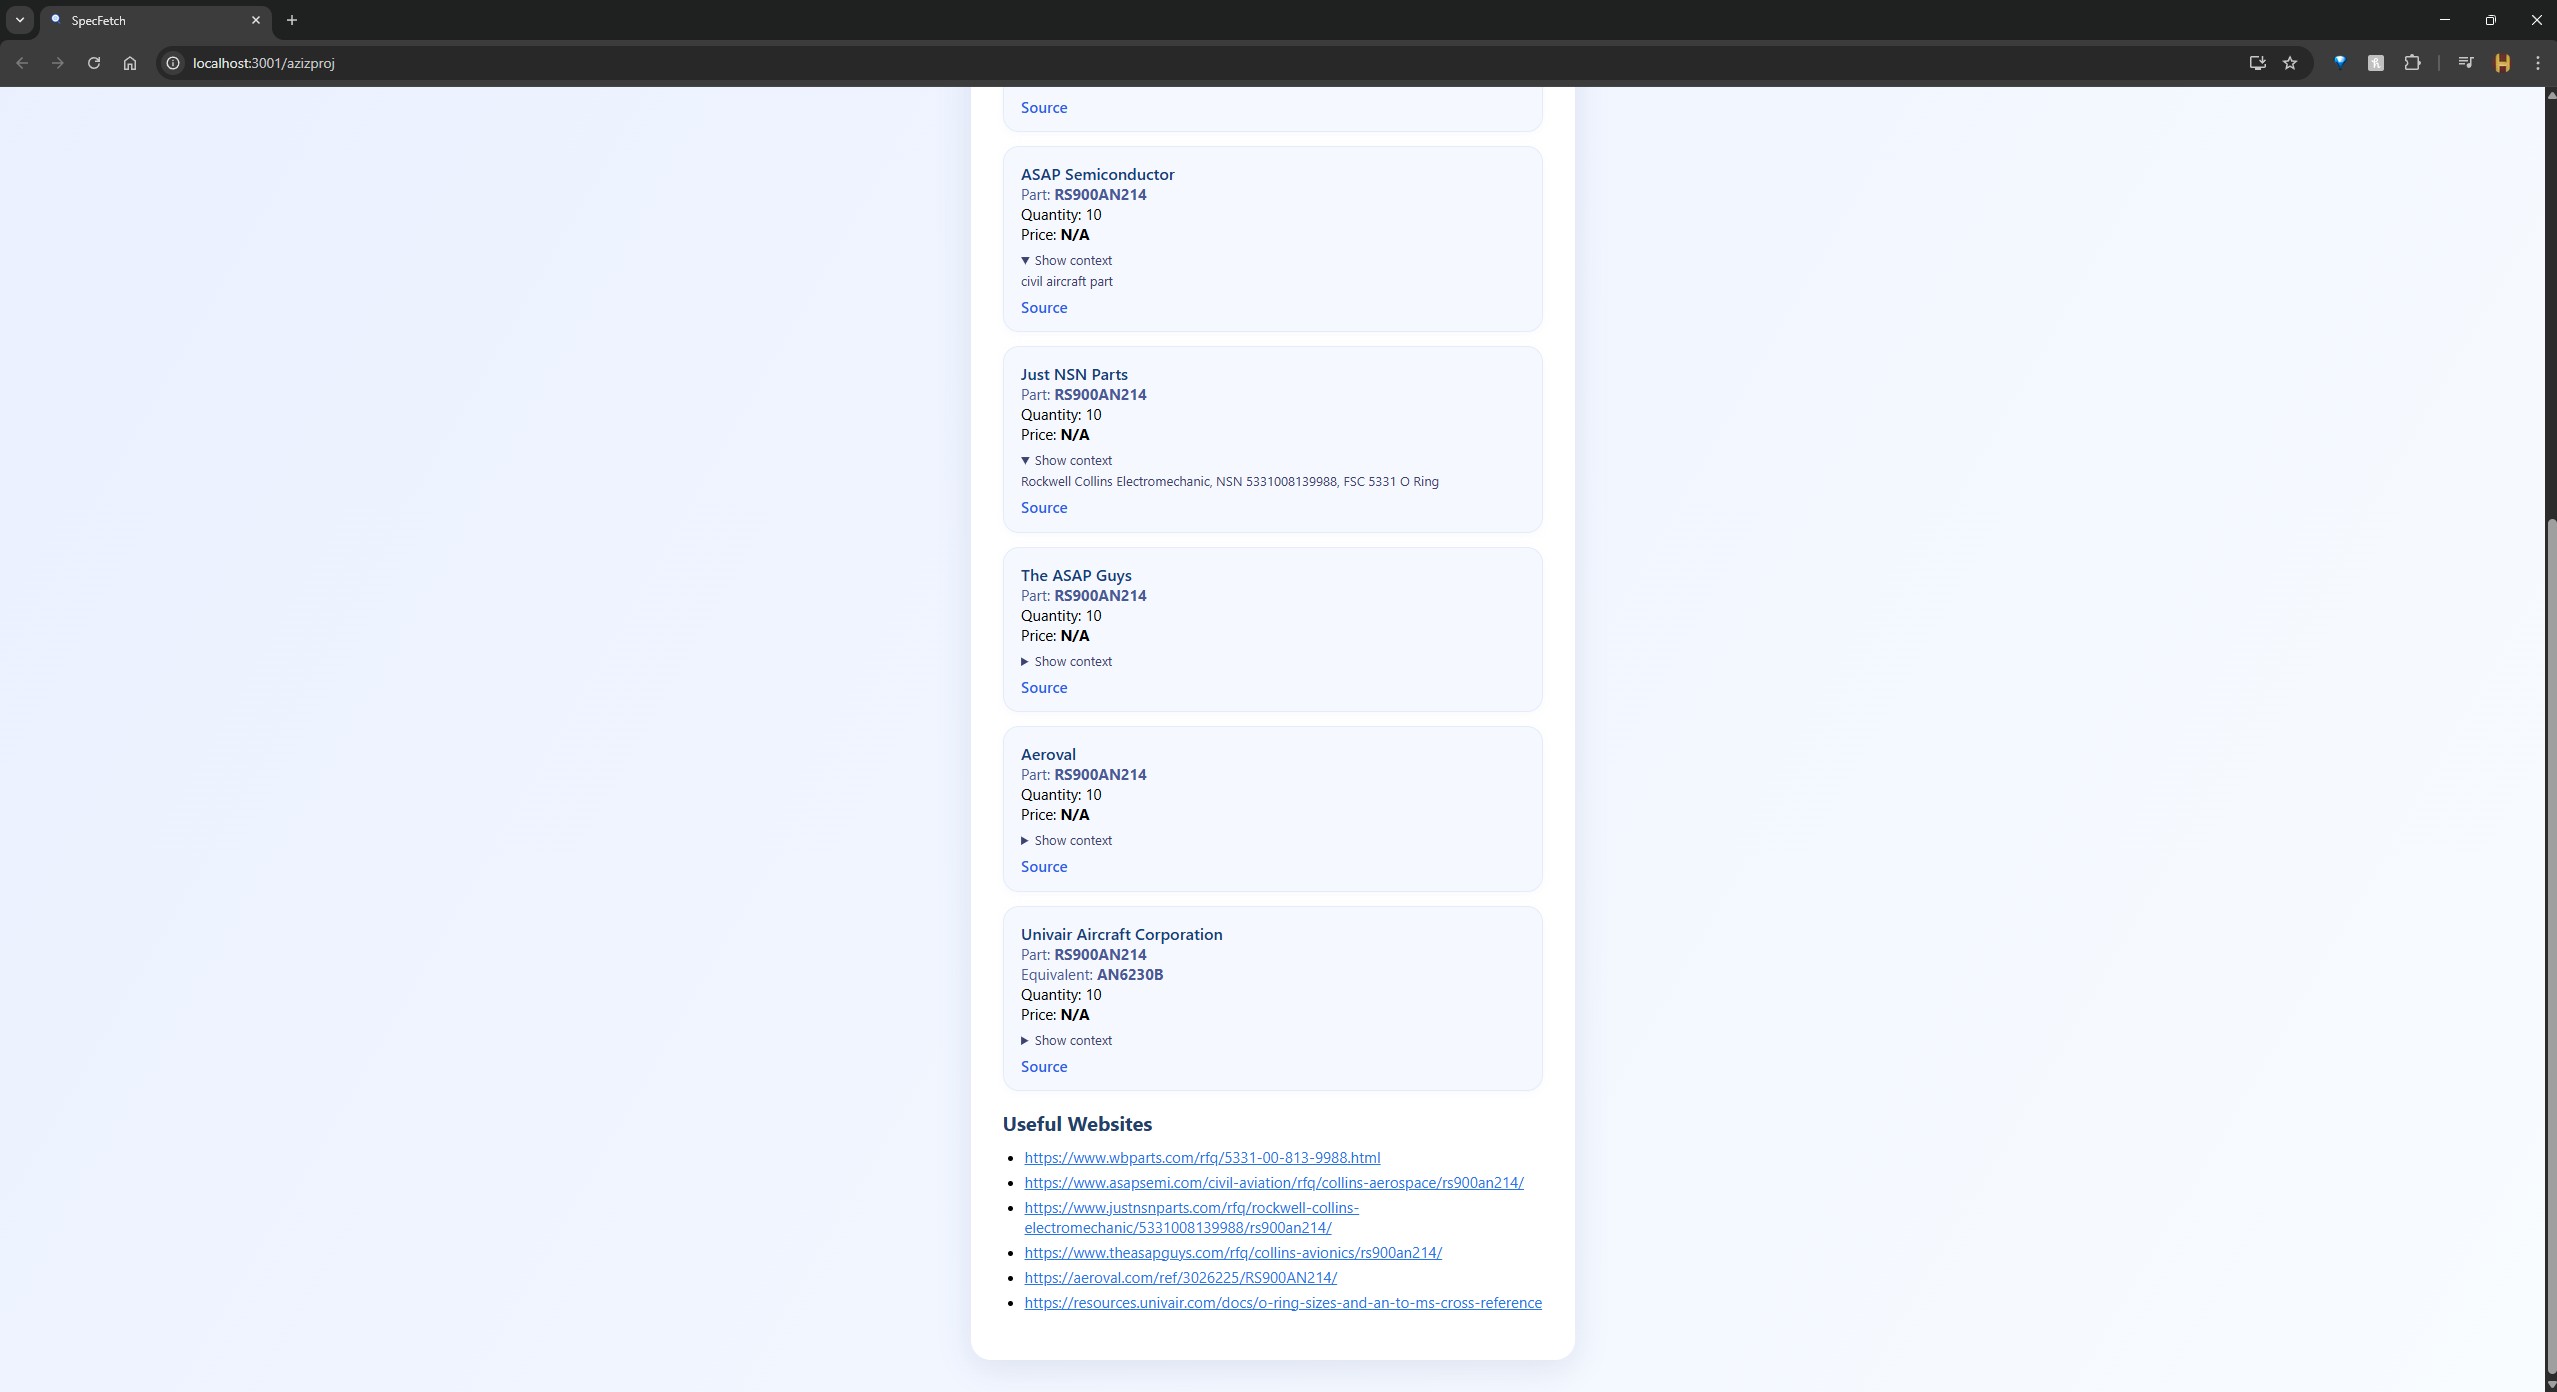 SpecFetch
localhost:3001/azizproj
Source
ASAP Semiconductor
Part: RS900AN214
Quantity: 10
Price: N/A
▼ Show context
civil aircraft part
Source
Just NSN Parts
Part: RS900AN214
Quantity: 10
Price: N/A
▼ Show context
Rockwell Collins Electromechanic, NSN 5331008139988, FSC 5331 O Ring
Source
The ASAP Guys
Part: RS900AN214
Quantity: 10
Price: N/A
▶ Show context
Source
Aeroval
Part: RS900AN214
Quantity: 10
Price: N/A
▶ Show context
Source
Univair Aircraft Corporation
Part: RS900AN214
Equivalent: AN6230B
Quantity: 10
Price: N/A
▶ Show context
Source
Useful Websites
• https://www.wbparts.com/rfq/5331-00-813-9988.html
• https://www.asapsemi.com/civil-aviation/rfq/collins-aerospace/rs900an214/
• https://www.justnsnparts.com/rfq/rockwell-collins-
electromechanic/5331008139988/rs900an214/
• https://www.theasapguys.com/rfq/collins-avionics/rs900an214/
• https://aeroval.com/ref/3026225/RS900AN214/
• https://resources.univair.com/docs/o-ring-sizes-and-an-to-ms-cross-reference